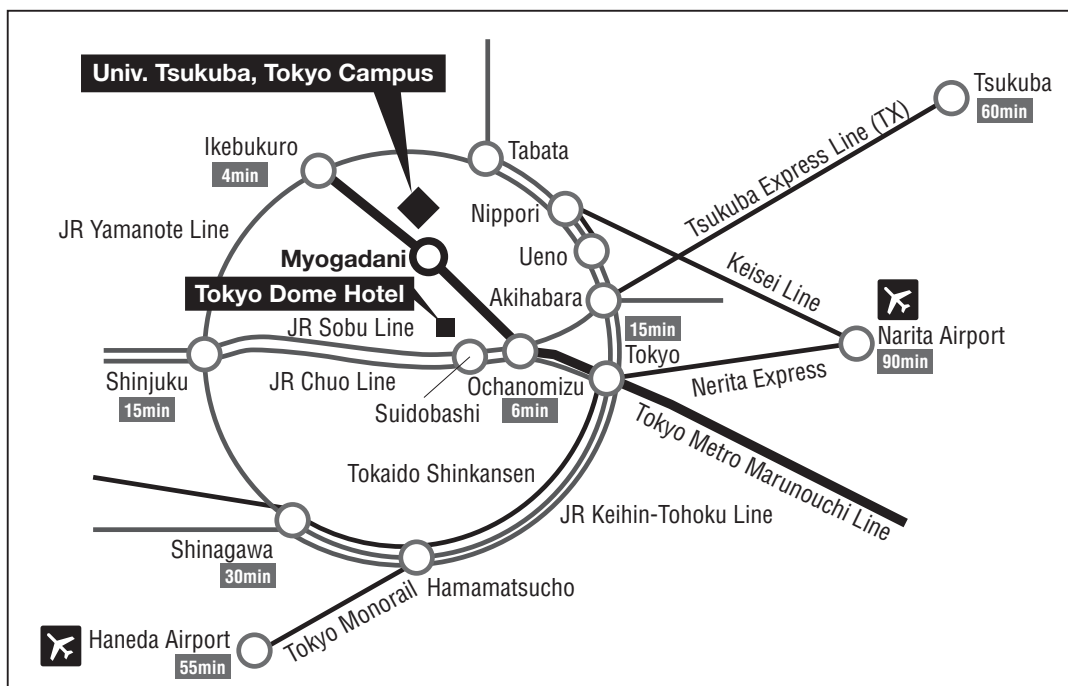 Univ. Tsukuba, Tokyo Campus
Tsukuba
60min
Ikebukuro
4min
Tabata
Tsukuba Express Line (TX)
JR Yamanote Line
Nippori
Ueno
Keisei Line
Myogadani
Akihabara
Tokyo Dome Hotel
JR Sobu Line
15min
Tokyo
Narita Airport
90min
Nerita Express
Shinjuku
15min
JR Chuo Line
Suidobashi
Ochanomizu
6min
Tokyo Metro Marunouchi Line
Tokaido Shinkansen
JR Keihin-Tohoku Line
Shinagawa
30min
Hamamatsucho
Tokyo Monorail
Haneda Airport
55min